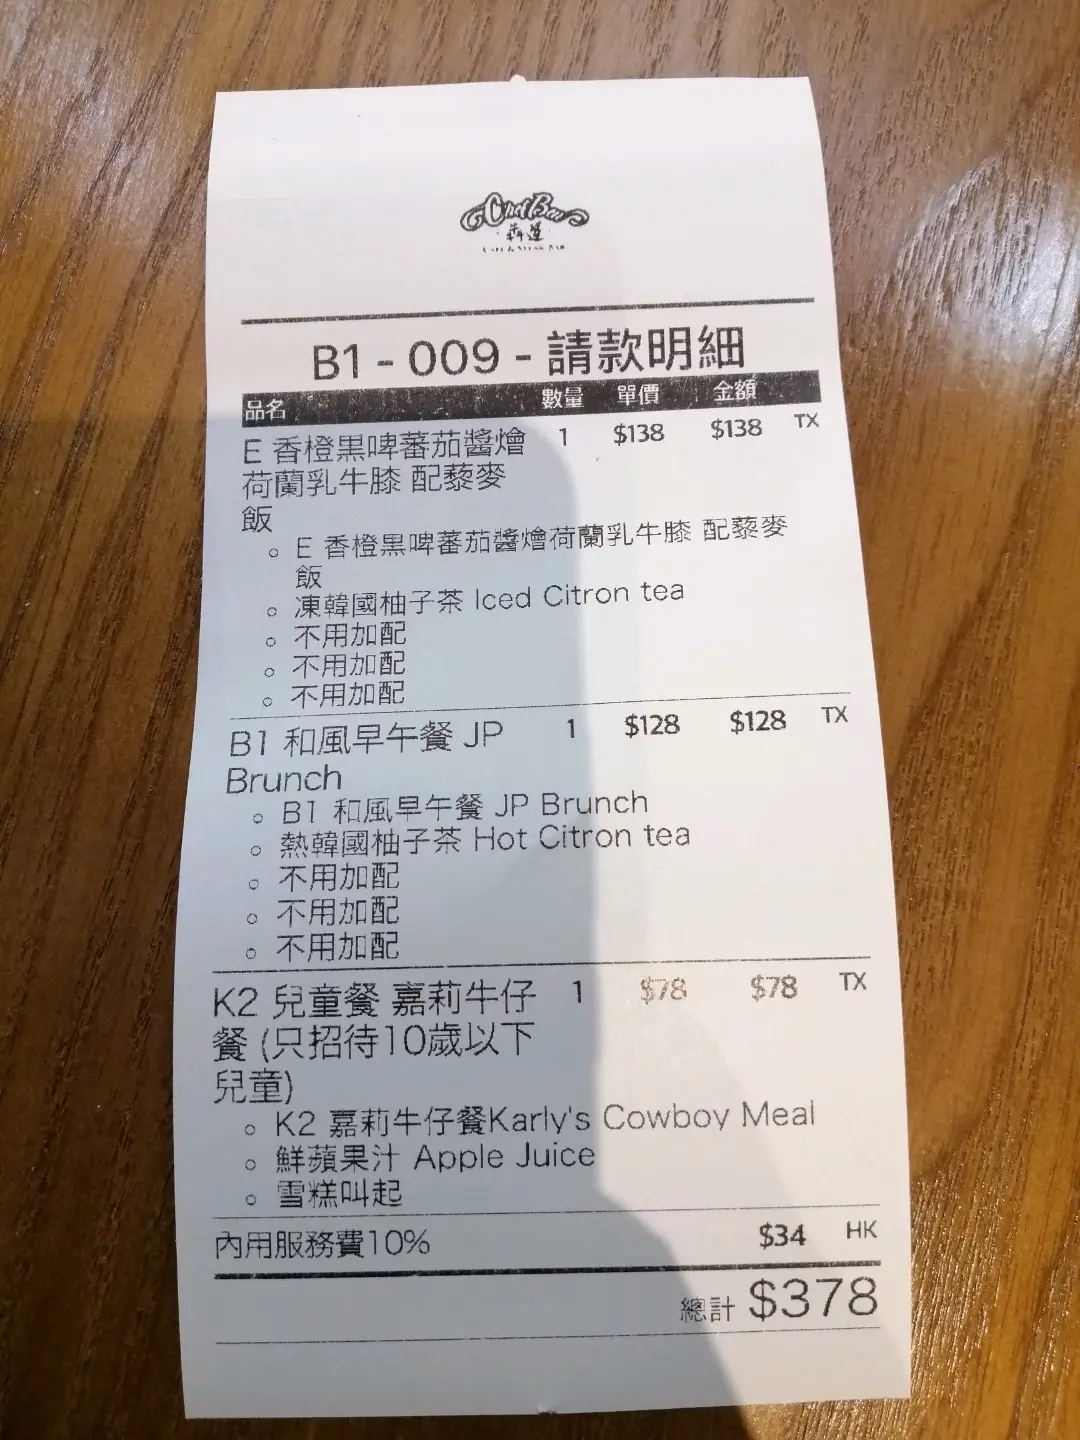 Chef Bow
犇道
B1 - 009 - 請款明細
品名 數量 單價 金額
E 香橙黑啤蕃茄醬燴 1 $138 $138 TX
荷蘭乳牛膝 配藜麥
飯
E 香橙黑啤蕃茄醬燴荷蘭乳牛膝 配藜麥
飯
凍韓國柚子茶 Iced Citron tea
不用加配
不用加配
不用加配
B1 和風早午餐 JP 1 $128 $128 TX
Brunch
B1 和風早午餐 JP Brunch
熱韓國柚子茶 Hot Citron tea
不用加配
不用加配
不用加配
K2 兒童餐 嘉莉牛仔 1 $78 $78 TX
餐 (只招待10歲以下
兒童)
K2 嘉莉牛仔餐Karly's Cowboy Meal
鮮蘋果汁 Apple Juice
雪糕叫起
內用服務費10% $34 HK
總計 $378